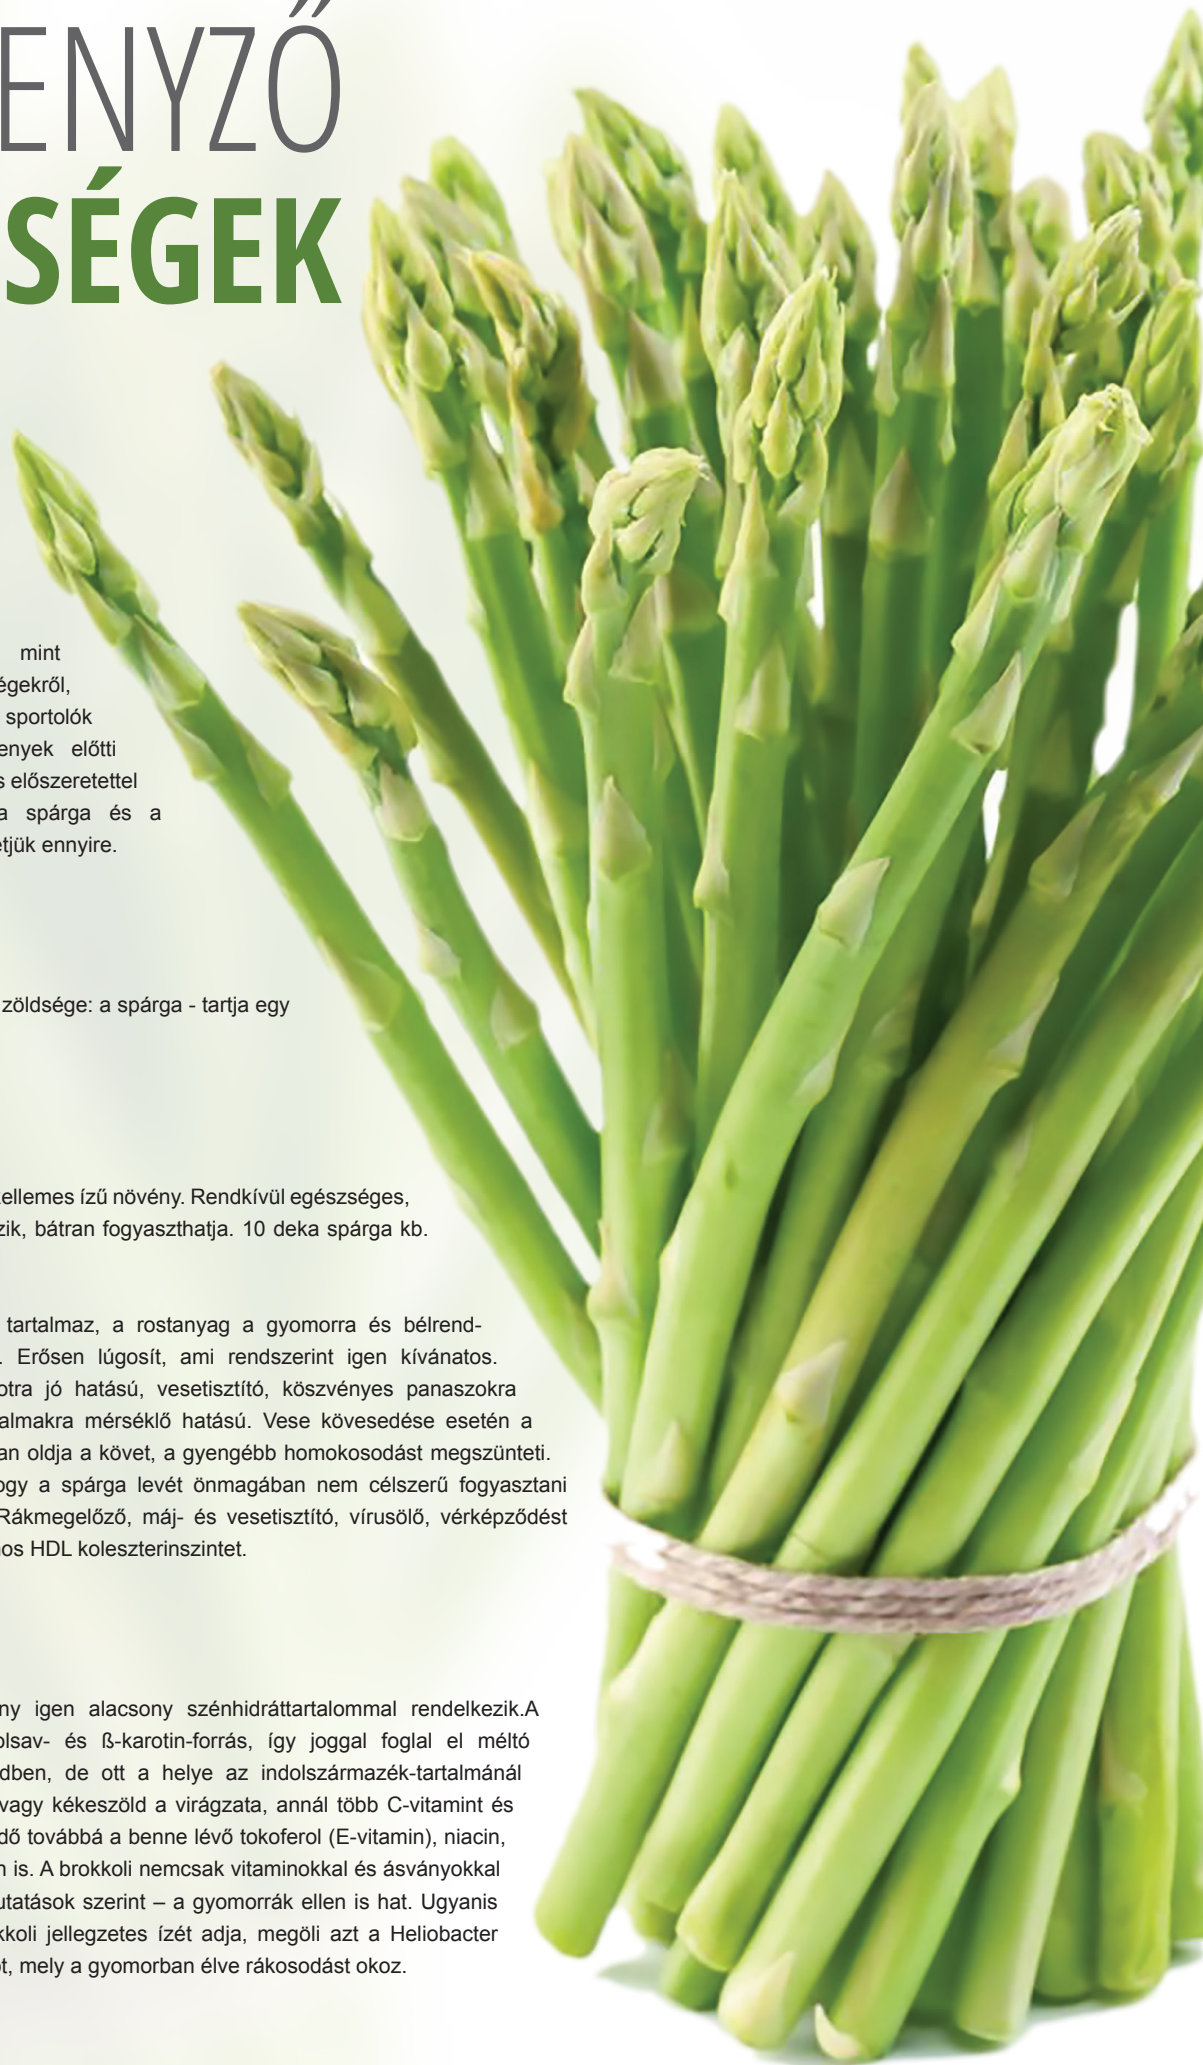 ENYZŐ
SÉGEK
mint
égekről,
sportolók
enyek előtti
s előszeretettel
a spárga és a
etjük ennyire.
zöldsége: a spárga - tartja egy
kellemes ízű növény. Rendkívül egészséges,
zik, bátran fogyaszthatja. 10 deka spárga kb.
tartalmaz, a rostanyag a gyomorra és bélrend-
. Erősen lúgosít, ami rendszerint igen kívánatos.
otra jó hatású, vesetisztító, köszvényes panaszokra
almakra mérséklő hatású. Vese kövesedése esetén a
an oldja a követ, a gyengébb homokosodást megszünteti.
ogy a spárga levét önmagában nem célszerű fogyasztani
Rákmegelőző, máj- és vesetisztító, vírusölő, vérképződést
nos HDL koleszterinszintet.
ny igen alacsony szénhidráttartalommal rendelkezik.A
olsav- és ß-karotin-forrás, így joggal foglal el méltó
dben, de ott a helye az indolszármazék-tartalmánál
vagy kékeszöld a virágzata, annál több C-vitamint és
dő továbbá a benne lévő tokoferol (E-vitamin), niacin,
n is. A brokkoli nemcsak vitaminokkal és ásványokkal
utatások szerint – a gyomorrák ellen is hat. Ugyanis
kkoli jellegzetes ízét adja, megöli azt a Heliobacter
ót, mely a gyomorban élve rákosodást okoz.